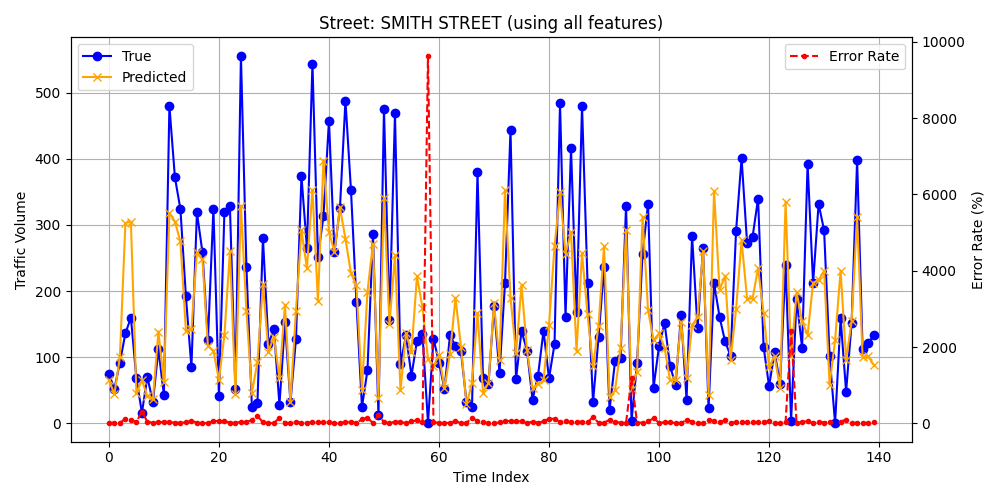 Street: SMITH STREET (using all features)
True
Predicted
Error Rate
500
400
300
200
100
0
Traffic Volume
10000
8000
6000
4000
2000
0
Error Rate (%)
0
20
40
60
80
100
120
140
Time Index